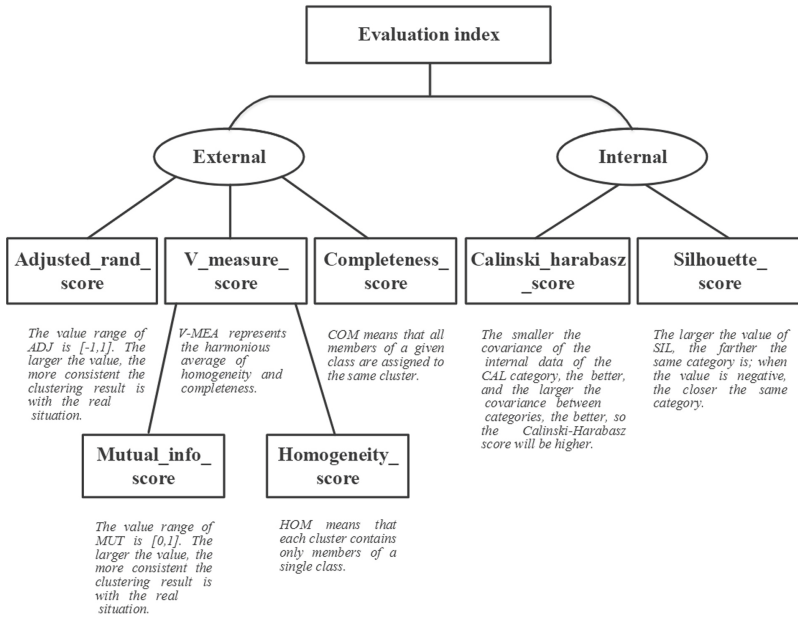 Evaluation index
External
Internal
Adjusted_rand_
score
V_measure_
score
Completeness_
score
Calinski_harabasz
_score
Silhouette_
score
The value range of
ADJ is [-1,1]. The
larger the value, the
more consistent the
clustering result is
with the real
situation.
V-MEA represents
the harmonious
average of
homogeneity and
completeness.
COM means that all
members of a given
class are assigned to
the same cluster.
The smaller the
covariance of the
internal data of the
CAL category, the better,
and the larger the
covariance between
categories, the better, so
the Calinski-Harabasz
score will be higher.
The larger the value of
SIL, the farther the
same category is; when
the value is negative,
the closer the same
category.
Mutual_info_
score
Homogeneity_
score
The value range of
MUT is [0,1]. The
larger the value, the
more consistent the
clustering result is
with the real
situation.
HOM means that
each cluster contains
only members of a
single class.